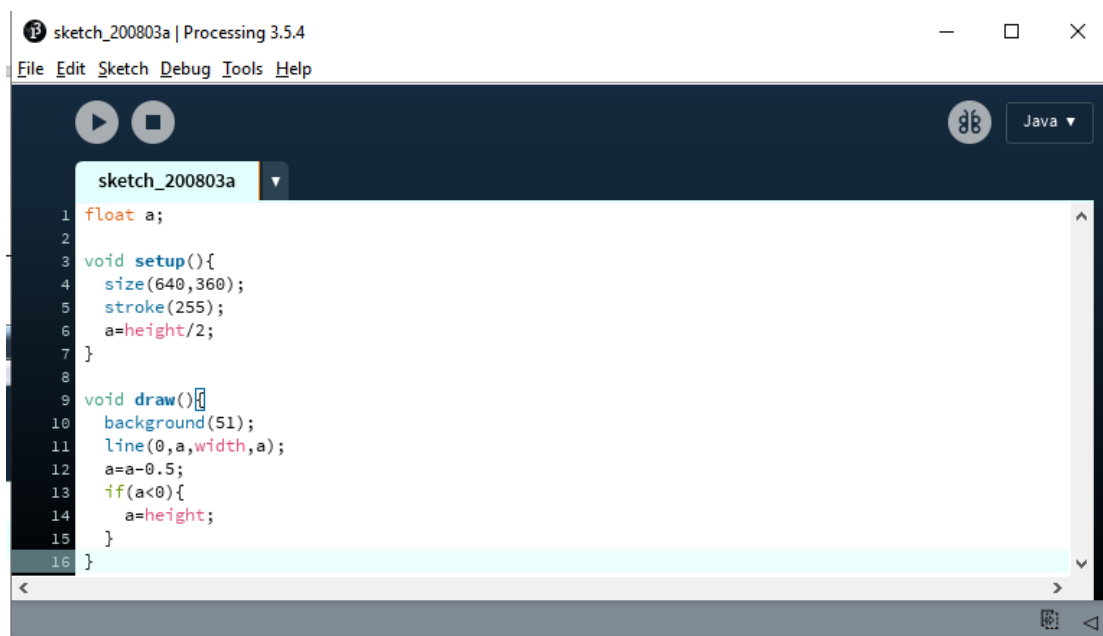 sketch_200803a | Processing 3.5.4
File Edit Sketch Debug Tools Help
Java ▼
sketch_200803a ▼
1 float a;
2
3 void setup(){
4   size(640,360);
5   stroke(255);
6   a=height/2;
7 }
8
9 void draw(){
10   background(51);
11   line(0,a,width,a);
12   a=a-0.5;
13   if(a<0){
14     a=height;
15   }
16 }